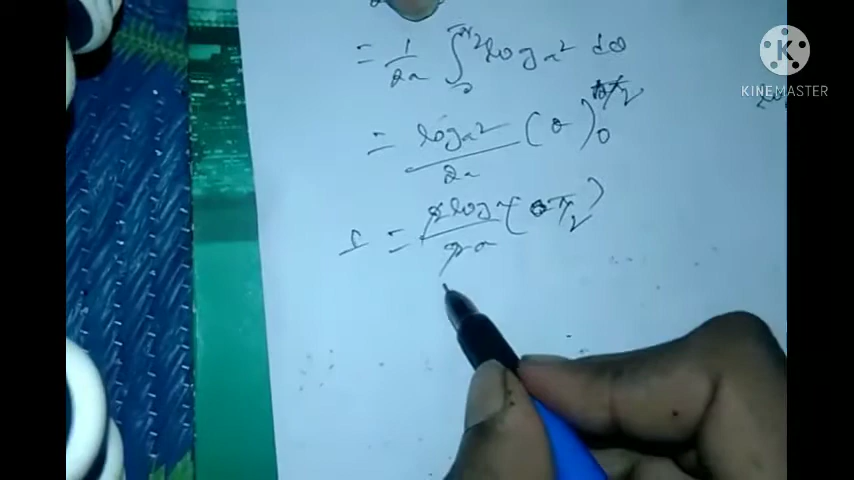 = 1/2a ∫₀^π/2 log a² dθ
= log a²/2a (θ)₀^π/2
I = 2 log a/2a (π/2)
K
KINEMASTER